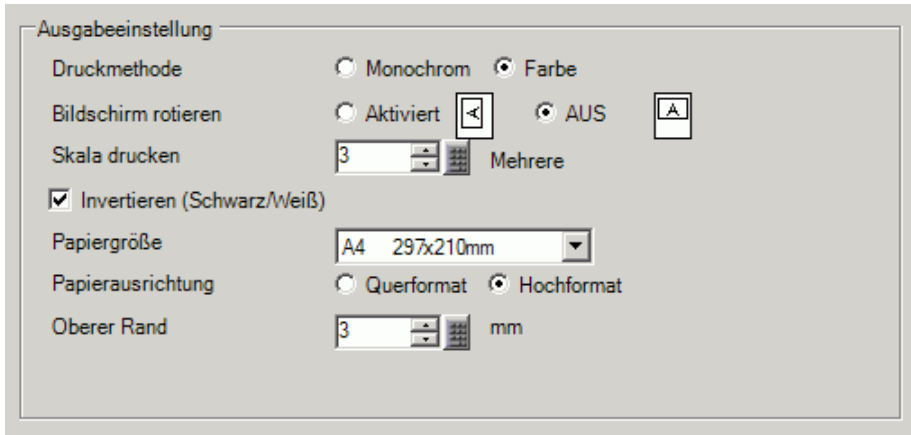 Ausgabeeinstellung
Druckmethode Monochrom Farbe
Bildschirm rotieren Aktiviert A AUS A
Skala drucken 3 Mehrere
Invertieren (Schwarz/Weiß)
Papiergröße A4 297x210mm
Papierausrichtung Querformat Hochformat
Oberer Rand 3 mm